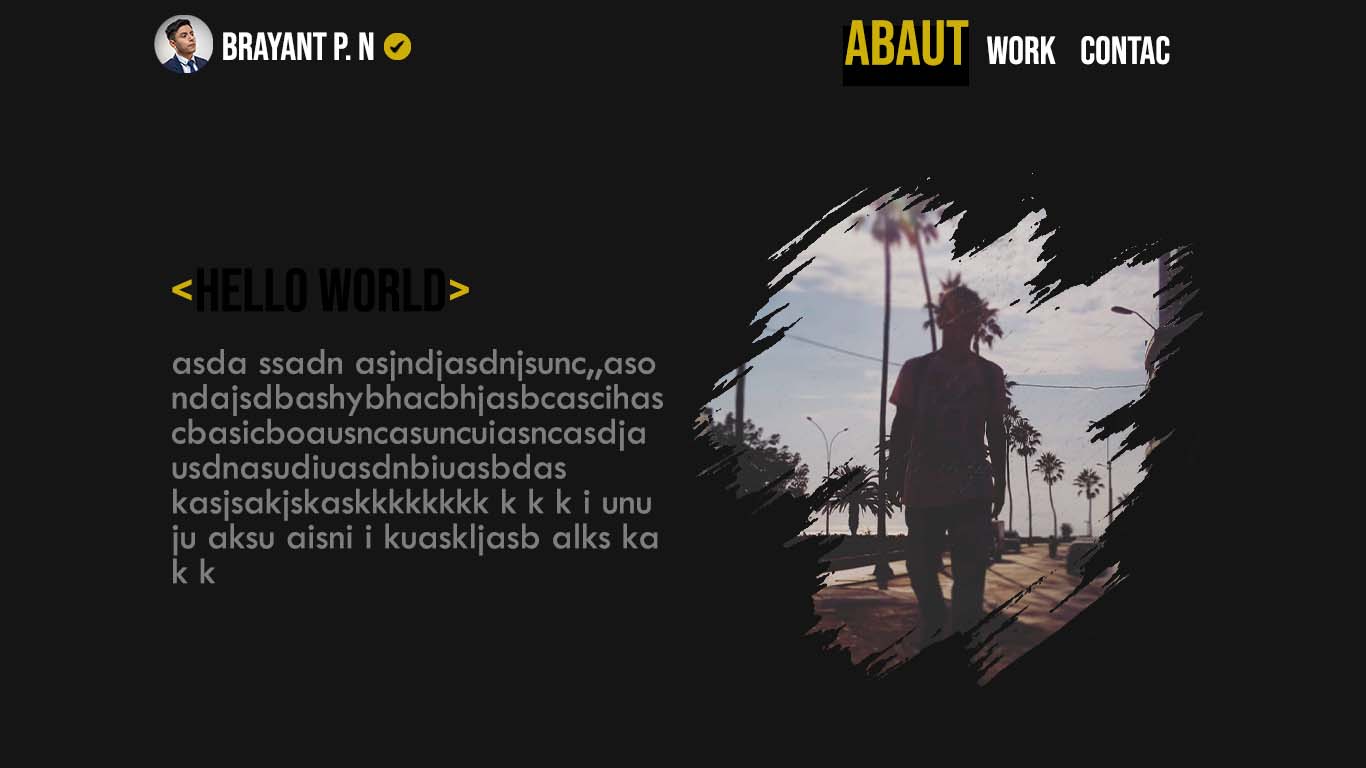 BRAYANT P. N
ABAUT WORK CONTAC
<HELLO WORLD>
asda ssadn asjndjasdnjsunc,,aso
ndajsdbashybhacbhjasbcascihas
cbasicboausncasuncuiasncasdja
usdnasudiuasdnbiuasbdas
kasjsakjskaskkkkkkkk k k k i unu
ju aksu aisni i kuaskljasb alks ka
k k